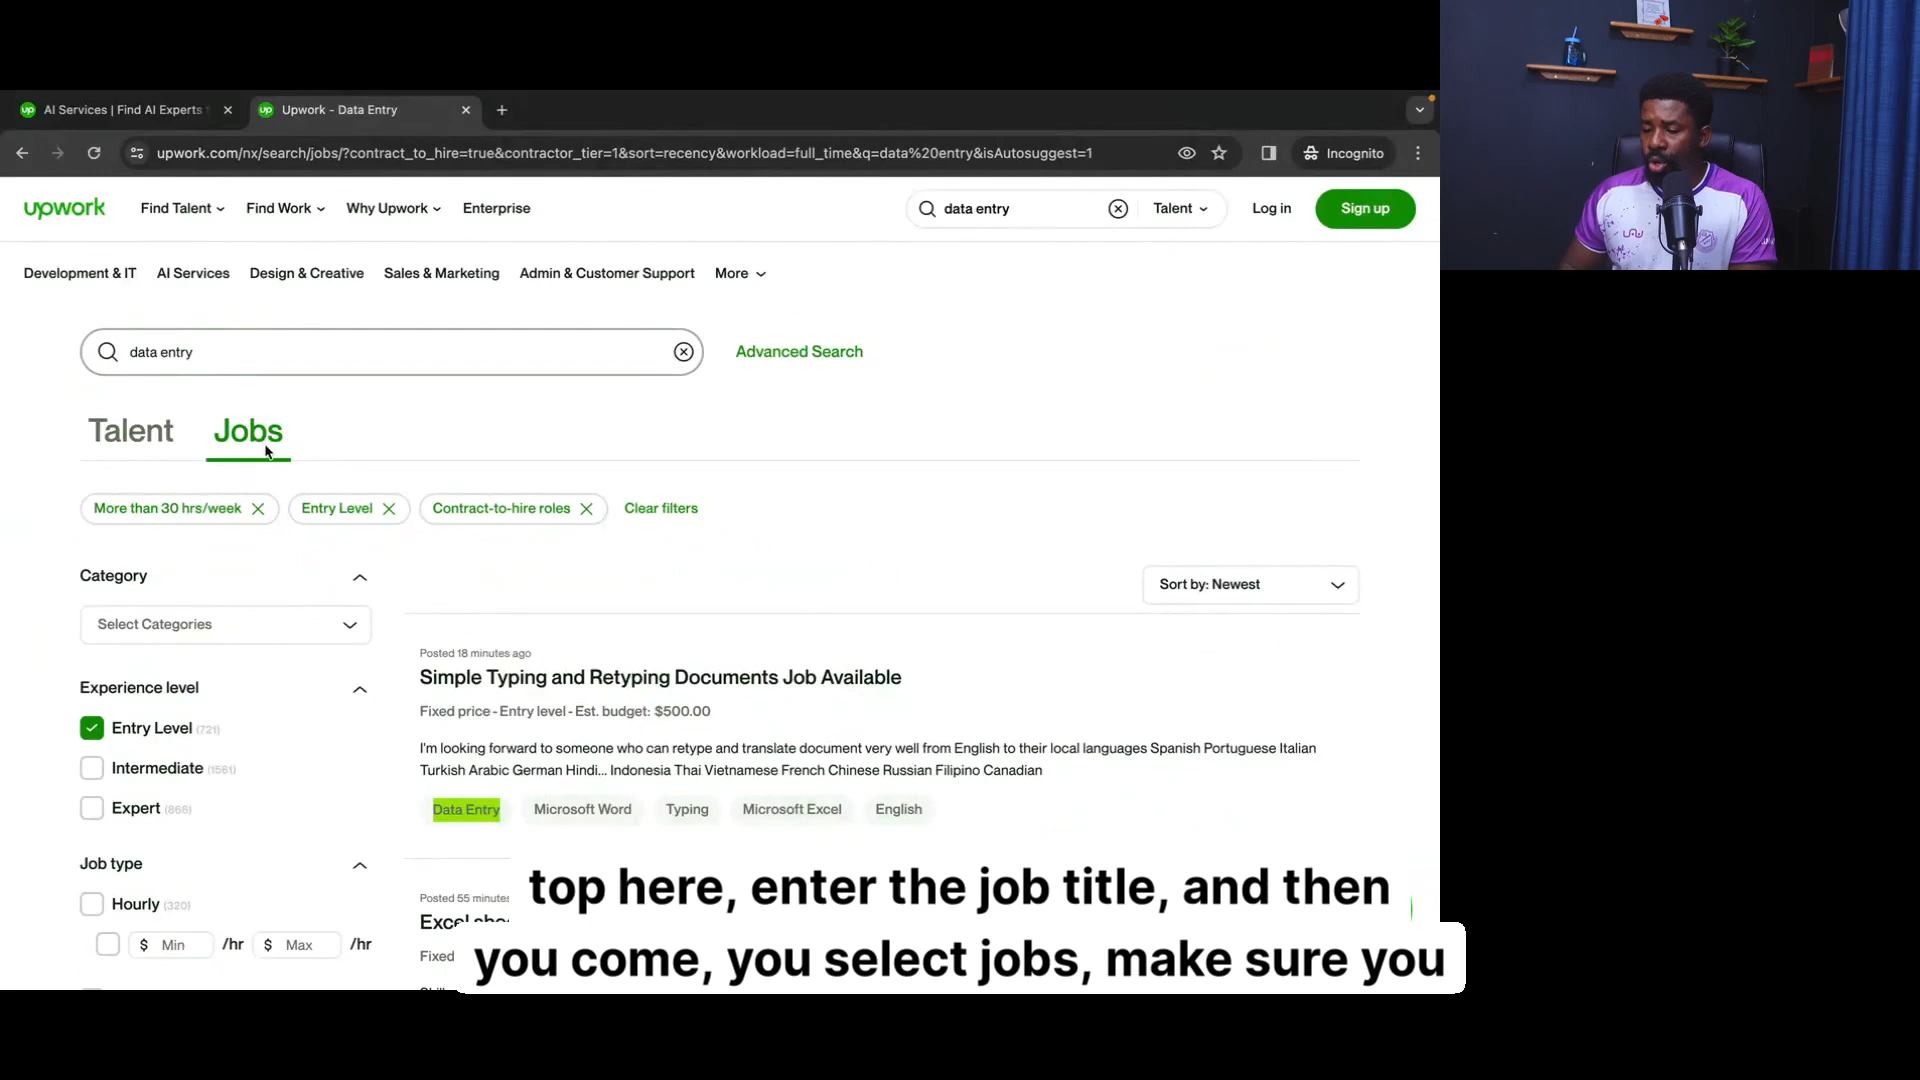 AI Services | Find AI Experts
Upwork - Data Entry
upwork.com/nx/search/jobs/?contract_to_hire=true&contractor_tier=1&sort=recency&workload=full_time&q=data%20entry&isAutosuggest=1
Incognito
upwork
Find Talent
Find Work
Why Upwork
Enterprise
data entry
Talent
Log in
Sign up
Development & IT
AI Services
Design & Creative
Sales & Marketing
Admin & Customer Support
More
data entry
Advanced Search
Talent
Jobs
More than 30 hrs/week
Entry Level
Contract-to-hire roles
Clear filters
Category
Select Categories
Sort by: Newest
Experience level
Entry Level (721)
Intermediate (1561)
Expert (868)
Job type
Hourly (320)
$ Min /hr $ Max /hr
Posted 18 minutes ago
Simple Typing and Retyping Documents Job Available
Fixed price - Entry level - Est. budget: $500.00
I'm looking forward to someone who can retype and translate document very well from English to their local languages Spanish Portuguese Italian
Turkish Arabic German Hindi... Indonesia Thai Vietnamese French Chinese Russian Filipino Canadian
Data Entry
Microsoft Word
Typing
Microsoft Excel
English
Posted 55 minutes
Excel
Fixed
top here, enter the job title, and then
you come, you select jobs, make sure you